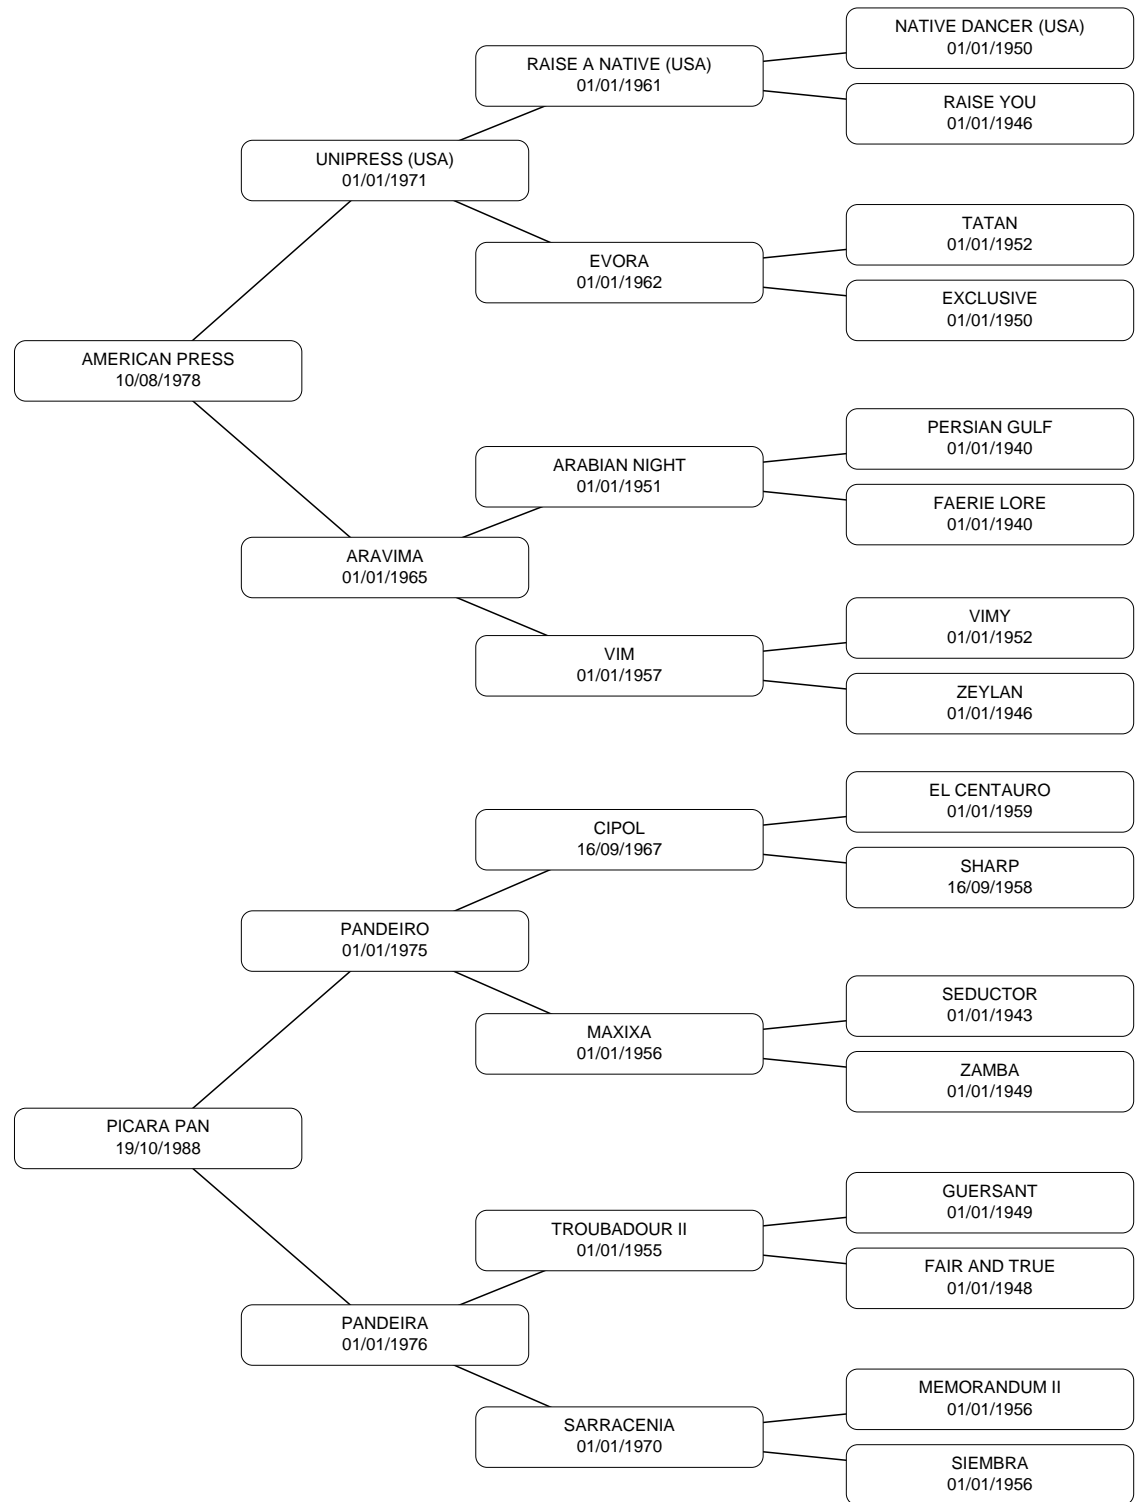 NATIVE DANCER (USA)
01/01/1950
RAISE A NATIVE (USA)
01/01/1961
RAISE YOU
01/01/1946
UNIPRESS (USA)
01/01/1971
TATAN
01/01/1952
EVORA
01/01/1962
EXCLUSIVE
01/01/1950
AMERICAN PRESS
10/08/1978
PERSIAN GULF
01/01/1940
ARABIAN NIGHT
01/01/1951
FAERIE LORE
01/01/1940
ARAVIMA
01/01/1965
VIMY
01/01/1952
VIM
01/01/1957
ZEYLAN
01/01/1946
EL CENTAURO
01/01/1959
CIPOL
16/09/1967
SHARP
16/09/1958
PANDEIRO
01/01/1975
SEDUCTOR
01/01/1943
MAXIXA
01/01/1956
ZAMBA
01/01/1949
PICARA PAN
19/10/1988
GUERSANT
01/01/1949
TROUBADOUR II
01/01/1955
FAIR AND TRUE
01/01/1948
PANDEIRA
01/01/1976
MEMORANDUM II
01/01/1956
SARRACENIA
01/01/1970
SIEMBRA
01/01/1956